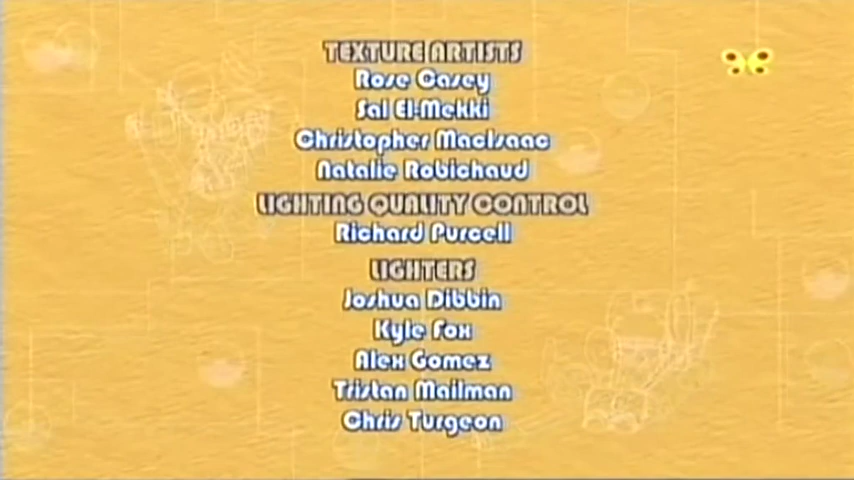 TEXTURE ARTISTS
Rose Casey
Sal El-Mekki
Christopher MacIsaac
Natalie Robichaud
LIGHTING QUALITY CONTROL
Richard Purcell
LIGHTERS
Joshua Dibbin
Kyle Fox
Alex Gomez
Tristan Mailman
Chris Turgeon